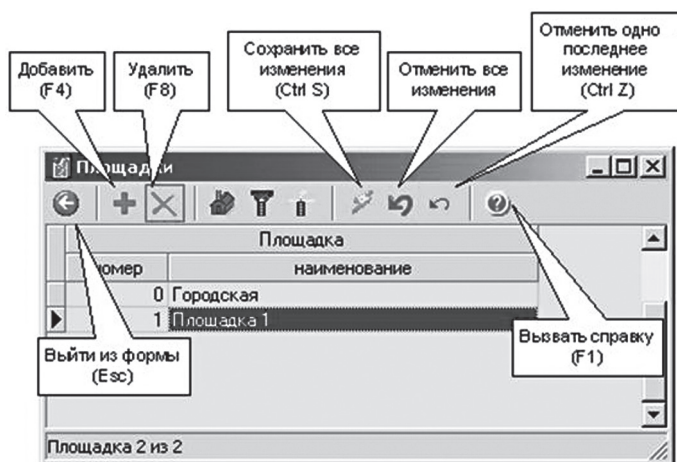 Отменить одно
последнее
изменение
(Ctrl Z)
Сохранить все
изменения
(Ctrl S)
Добавить
(F4)
Удалить
(F8)
Отменить все
изменения
Площадки
Площадка
номер наименование
0 Городская
1 Площадка 1
Выйти из формы
(Esc)
Вызвать справку
(F1)
Площадка 2 из 2